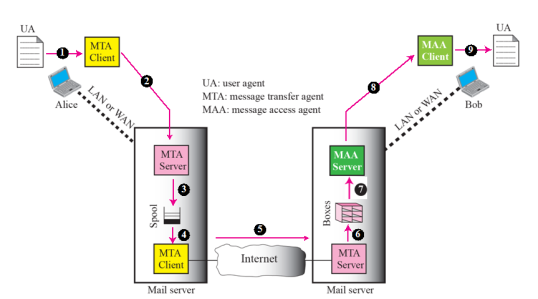 UA
1
MTA
Client
2
Alice
LAN or WAN
UA: user agent
MTA: message transfer agent
MAA: message access agent
MAA
Client
9
UA
8
Bob
LAN or WAN
MTA
Server
3
Spool
4
MTA
Client
Mail server
5
Internet
MAA
Server
7
Boxes
6
MTA
Server
Mail server